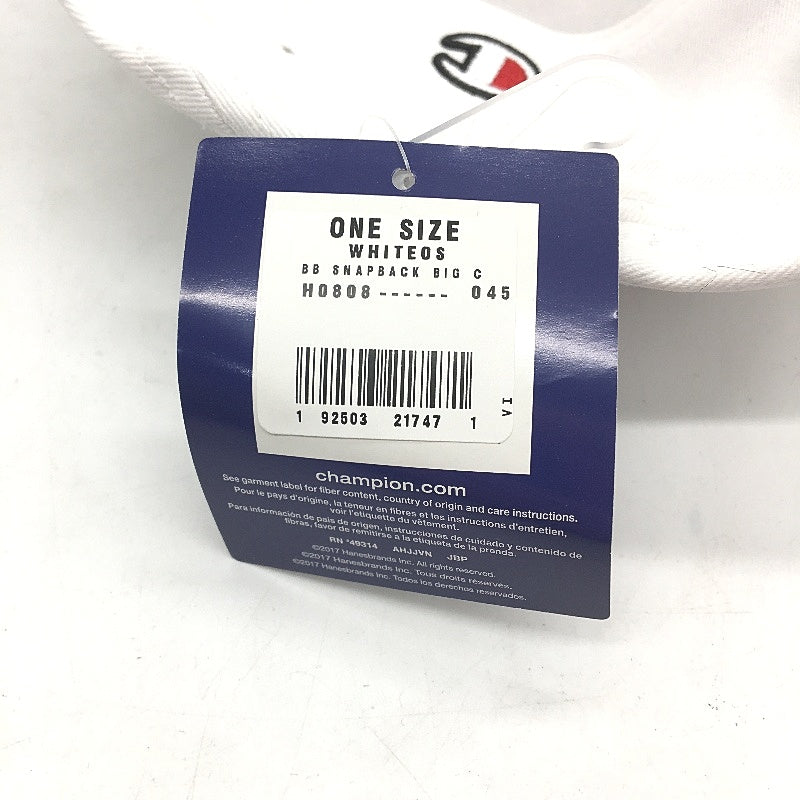 ONE SIZE
WHITEOS
BB SNAPBACK BIG C
H0808------ 045
1 92503 21747 1
VI
champion.com
See garment label for fiber content, country of origin and care instructions.
Pour le pays d'origine, la teneur en fibres et les instructions d'entretien,
voir l'etiquette du vêtement.
Para información de pais de origen, instrucciones de cuidado y contenido de
fibras, favor de remitirse a la etiqueta de la prenda.
RN *49314 AHJJVN JBP
©2017 Hanesbrands Inc. All rights reserved.
©2017 Hanesbrands Inc. Tous droits réservés.
©2017 Hanesbrands Inc. Todos los derechos reservados.